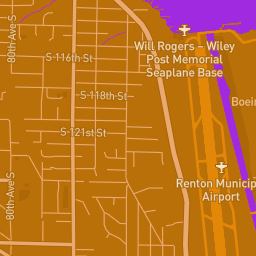 80th Ave S
S 116th St
Will Rogers – Wiley
Post Memorial
Seaplane Base
S 118th St
Boein
S 121st St
Renton Municip
Airport
80th Ave S